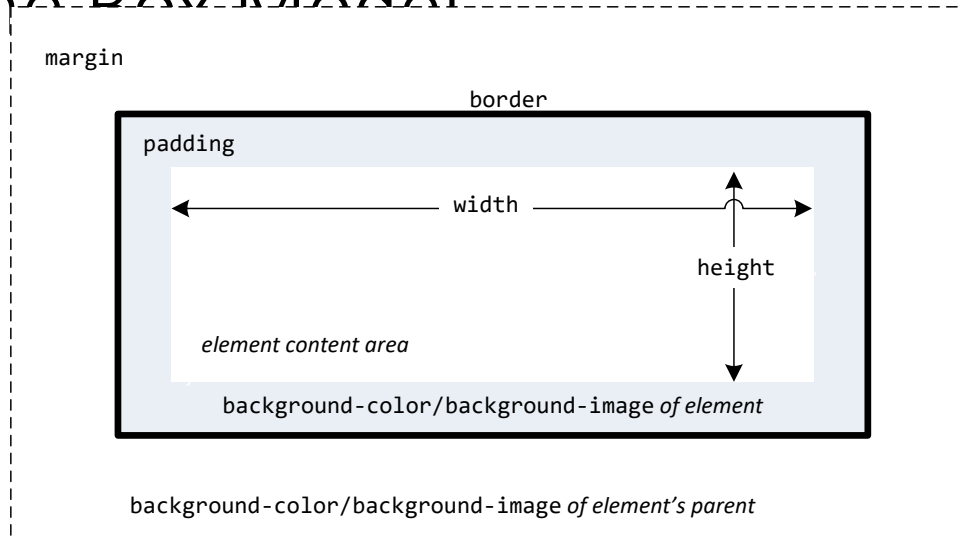 margin
border
padding
width
height
element content area
background-color/background-image of element
background-color/background-image of element's parent